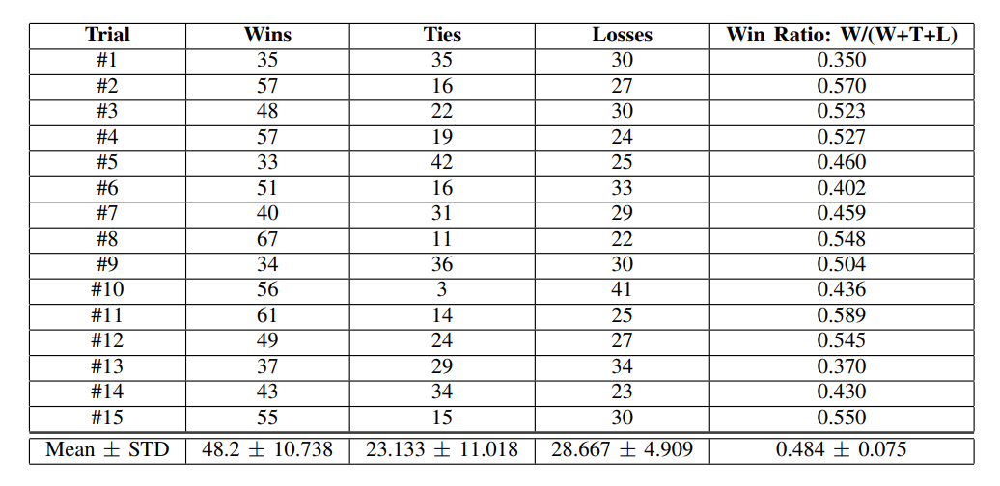 Trial Wins Ties Losses Win Ratio: W/(W+T+L)
#1 35 35 30 0.350
#2 57 16 27 0.570
#3 48 22 30 0.523
#4 57 19 24 0.527
#5 33 42 25 0.460
#6 51 16 33 0.402
#7 40 31 29 0.459
#8 67 11 22 0.548
#9 34 36 30 0.504
#10 56 3 41 0.436
#11 61 14 25 0.589
#12 49 24 27 0.545
#13 37 29 34 0.370
#14 43 34 23 0.430
#15 55 15 30 0.550
Mean ± STD 48.2 ± 10.738 23.133 ± 11.018 28.667 ± 4.909 0.484 ± 0.075